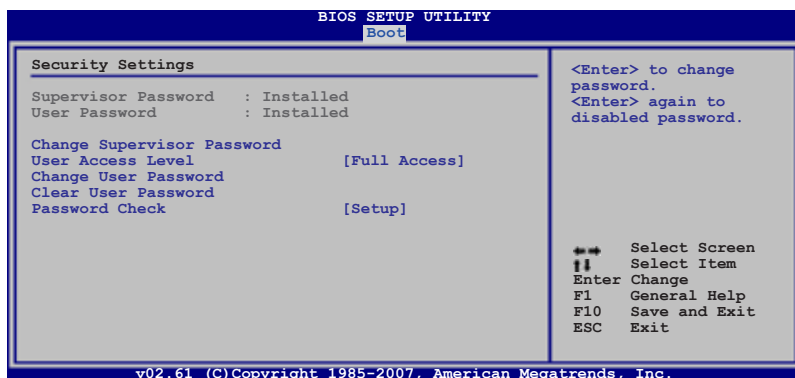 BIOS SETUP UTILITY
Boot
Security Settings
Supervisor Password : Installed
User Password : Installed
Change Supervisor Password
User Access Level [Full Access]
Change User Password
Clear User Password
Password Check [Setup]
<Enter> to change
password.
<Enter> again to
disabled password.
Select Screen
Select Item
Enter Change
F1 General Help
F10 Save and Exit
ESC Exit
v02.61 (C)Copyright 1985-2007, American Megatrends, Inc.